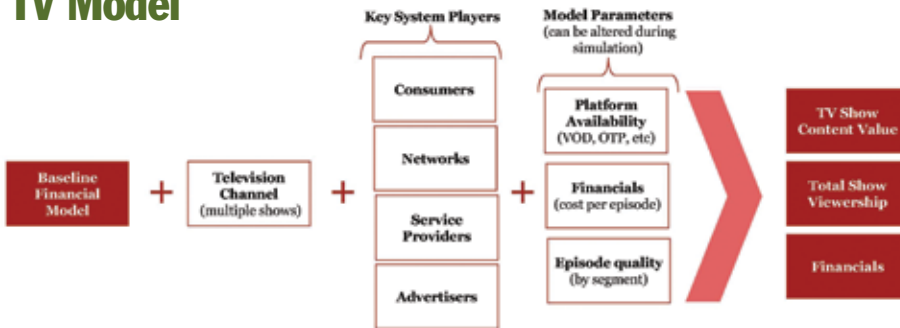 TV Model
Key System Players
Model Parameters
(can be altered during
simulation)
Baseline
Financial
Model
+
Television
Channel
(multiple shows)
+
Consumers
Networks
Service
Providers
Advertisers
+
Platform
Availability
(VOD, OTP, etc)
Financials
(cost per episode)
Episode quality
(by segment)
TV Show
Content Value
Total Show
Viewership
Financials